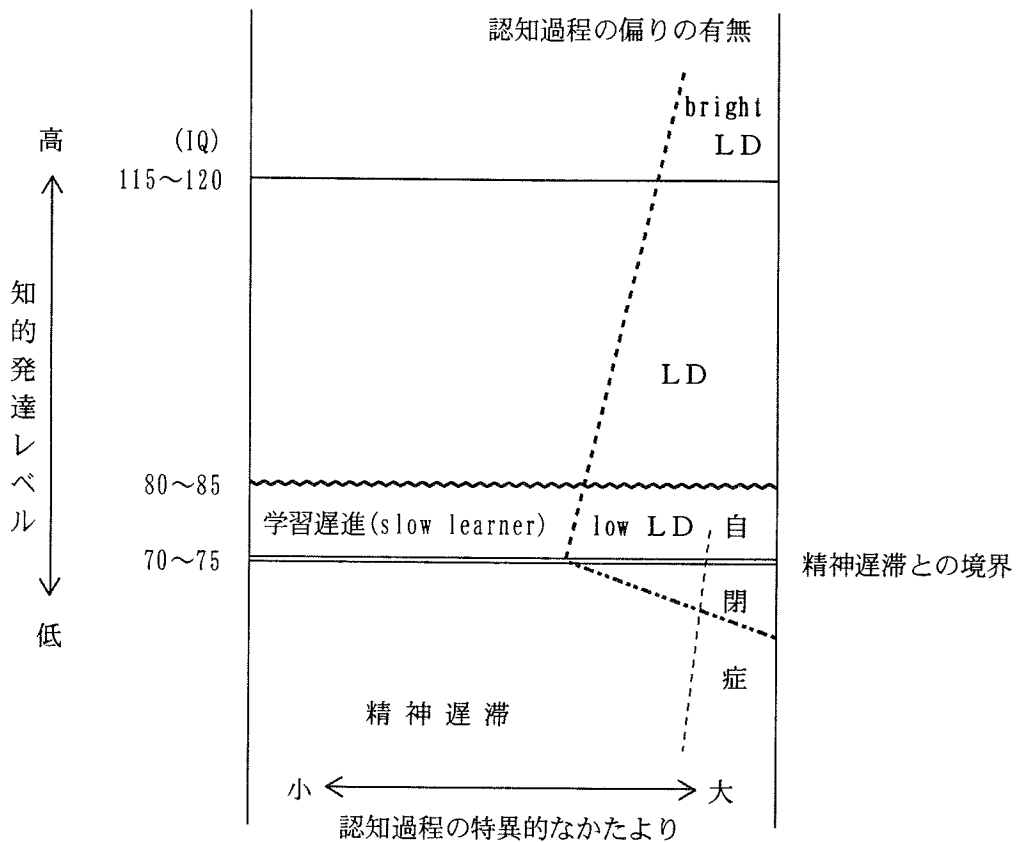 認知過程の偏りの有無
bright
LD
高
(IQ)
115～120
知的発達レベル
LD
80～85
学習遅進(slow learner)
low LD
自閉症
70～75
精神遅滞との境界
低
精神遅滞
小
大
認知過程の特異的なかたより